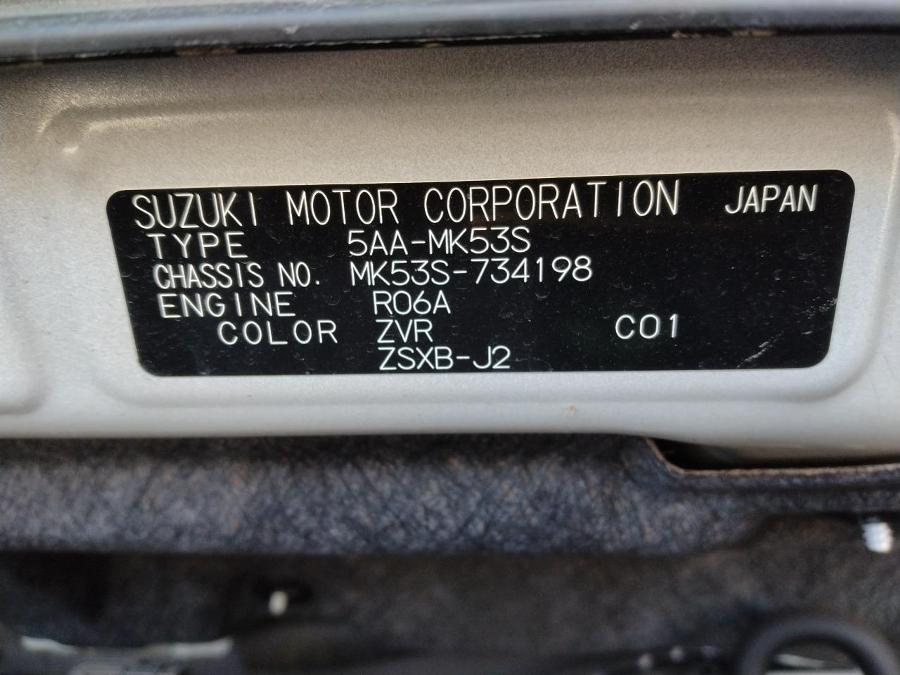 SUZUKI MOTOR CORPORATION JAPAN
TYPE 5AA-MK53S
CHASSIS NO. MK53S-734198
ENGINE R06A
COLOR ZVR C01
ZSXB-J2